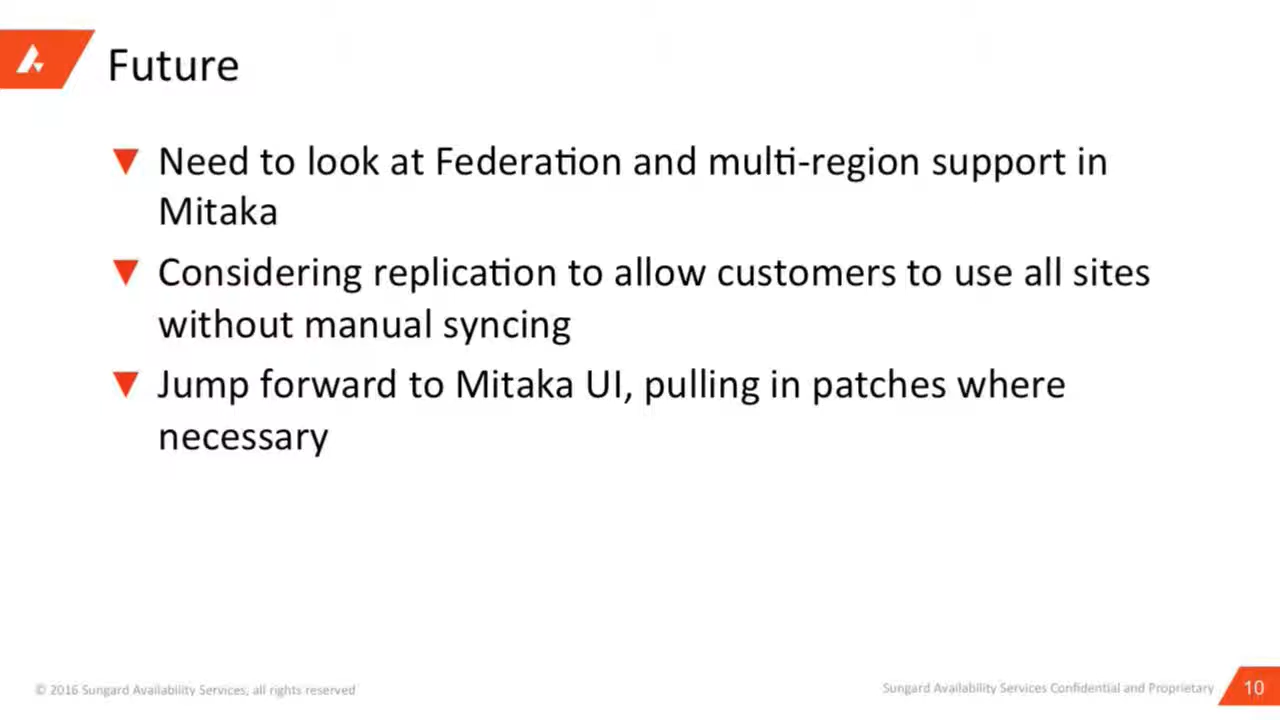 Future
Need to look at Federation and multi-region support in
Mitaka
Considering replication to allow customers to use all sites
without manual syncing
Jump forward to Mitaka UI, pulling in patches where
necessary
© 2016 Sungard Availability Services, all rights reserved
Sungard Availability Services Confidential and Proprietary
10